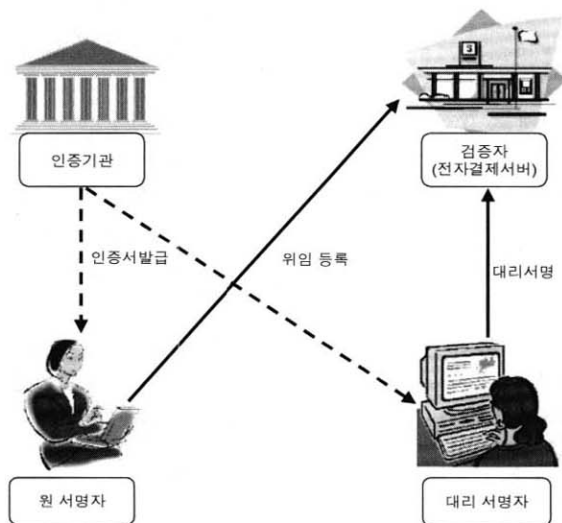 인증기관
검증자
(전자결제서버)
인증서발급
위임 등록
대리서명
원 서명자
대리 서명자